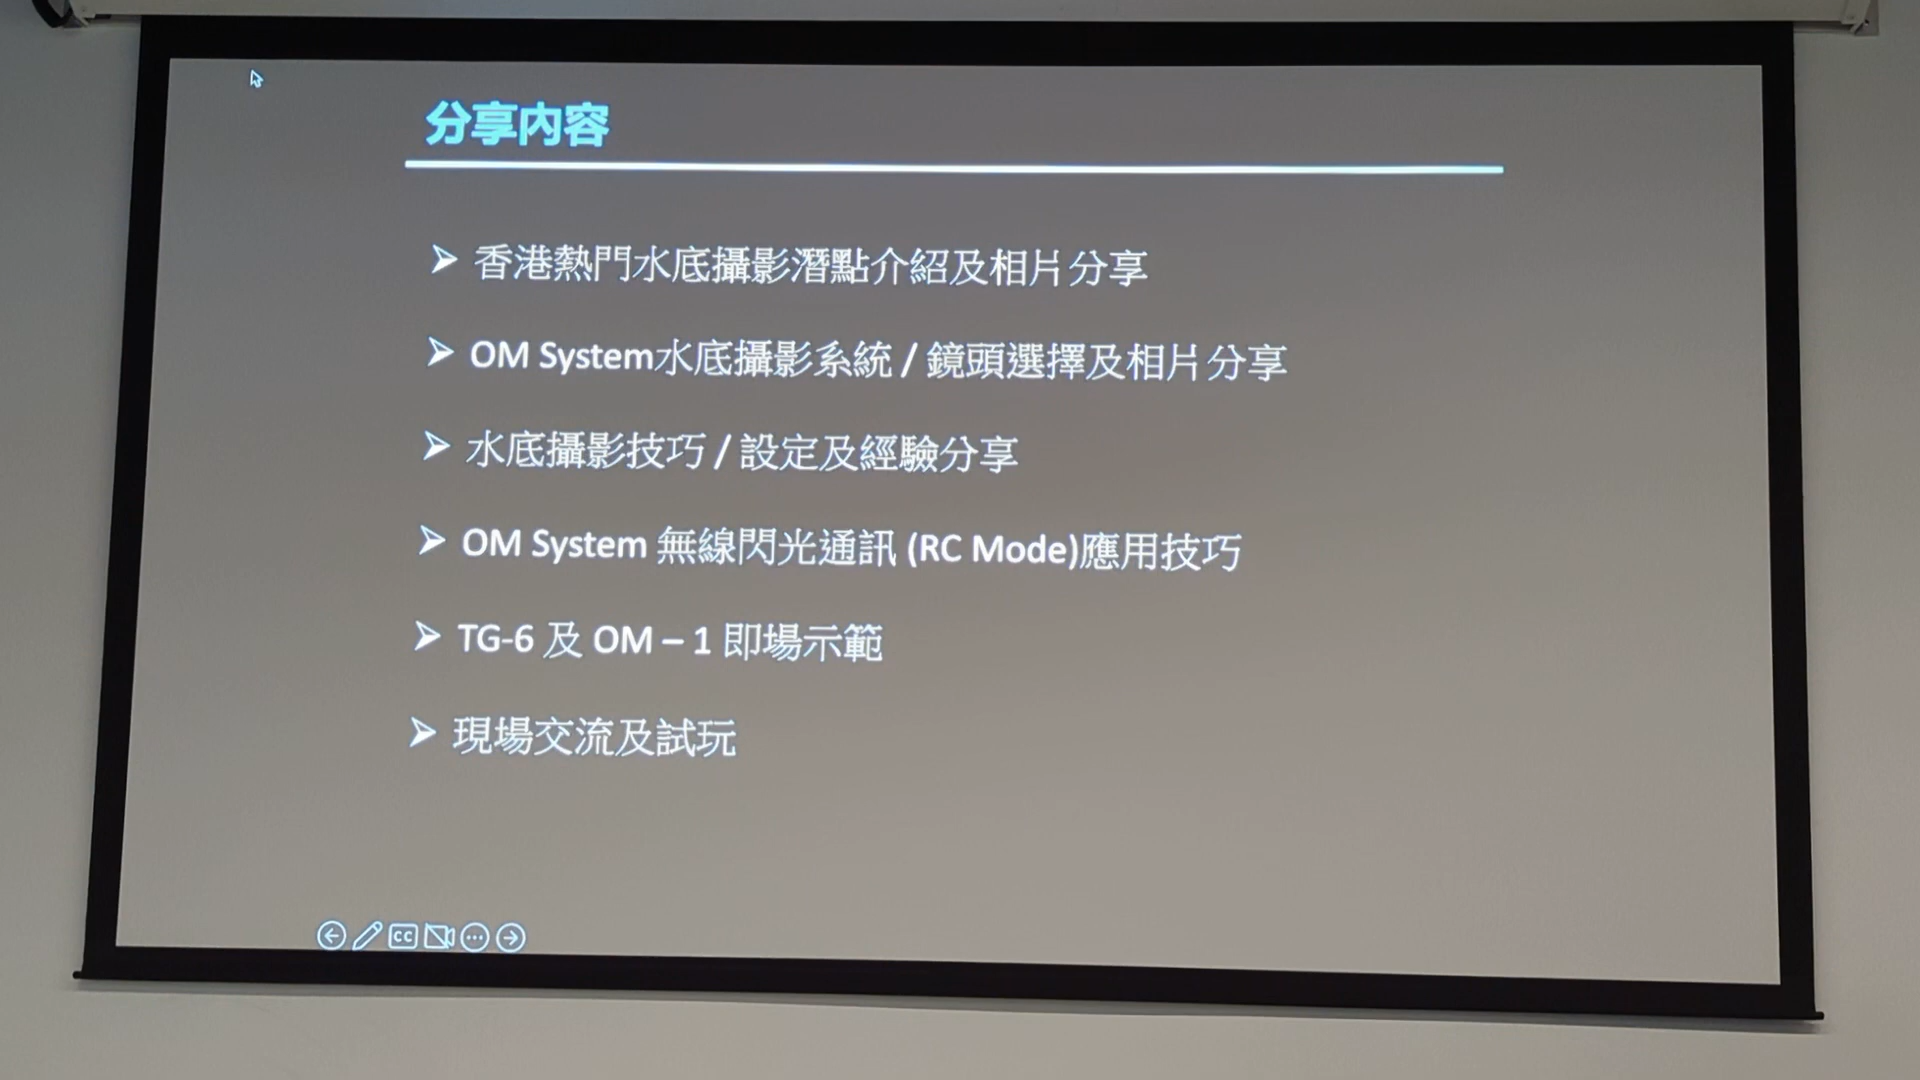 分享內容
香港熱門水底攝影潛點介紹及相片分享
OM System水底攝影系統 / 鏡頭選擇及相片分享
水底攝影技巧 / 設定及經驗分享
OM System 無線閃光通訊 (RC Mode)應用技巧
TG-6 及 OM – 1 即場示範
現場交流及試玩
CC